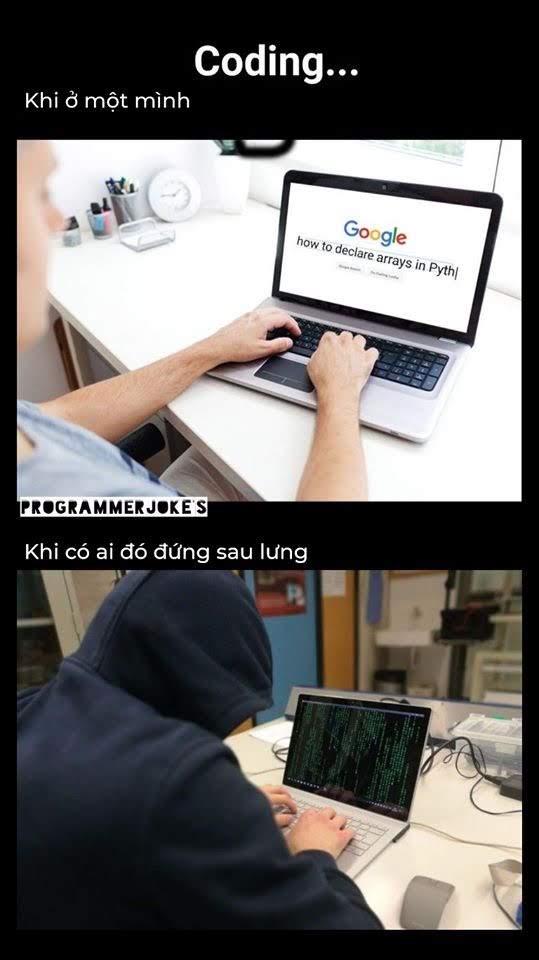 Coding...
Khi ở một mình
Google
how to declare arrays in Pyth
PROGRAMMERJOKE'S
Khi có ai đó đứng sau lưng